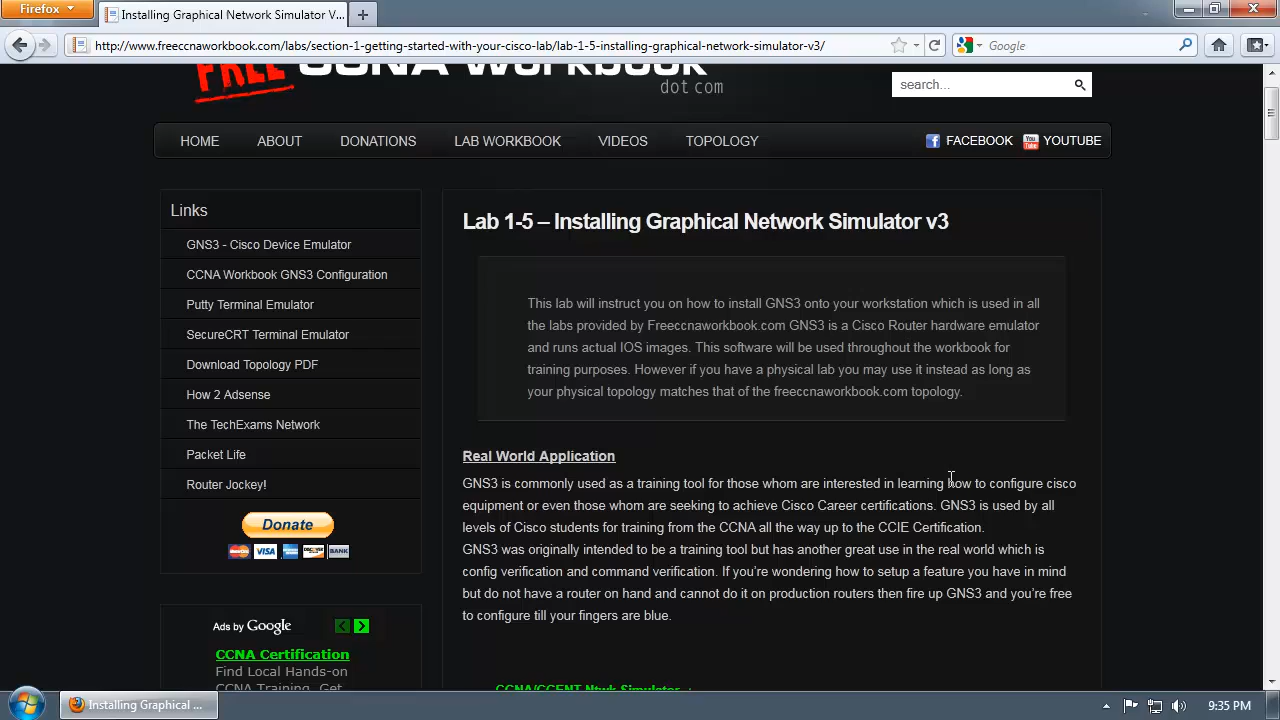 Firefox
Installing Graphical Network Simulator V...
http://www.freeccnaworkbook.com/labs/section-1-getting-started-with-your-cisco-lab/lab-1-5-installing-graphical-network-simulator-v3/
Google
FREE CCNA Workbook
dot com
search...
HOME ABOUT DONATIONS LAB WORKBOOK VIDEOS TOPOLOGY FACEBOOK YOUTUBE
Links
GNS3 - Cisco Device Emulator
CCNA Workbook GNS3 Configuration
Putty Terminal Emulator
SecureCRT Terminal Emulator
Download Topology PDF
How 2 Adsense
The TechExams Network
Packet Life
Router Jockey!
Donate
MasterCard VISA BANK
Ads by Google
CCNA Certification
Find Local Hands-on
CCNA Training. Get
Lab 1-5 – Installing Graphical Network Simulator v3
This lab will instruct you on how to install GNS3 onto your workstation which is used in all
the labs provided by Freeccnaworkbook.com GNS3 is a Cisco Router hardware emulator
and runs actual IOS images. This software will be used throughout the workbook for
training purposes. However if you have a physical lab you may use it instead as long as
your physical topology matches that of the freeccnaworkbook.com topology.
Real World Application
GNS3 is commonly used as a training tool for those whom are interested in learning how to configure cisco
equipment or even those whom are seeking to achieve Cisco Career certifications. GNS3 is used by all
levels of Cisco students for training from the CCNA all the way up to the CCIE Certification.
GNS3 was originally intended to be a training tool but has another great use in the real world which is
config verification and command verification. If you're wondering how to setup a feature you have in mind
but do not have a router on hand and cannot do it on production routers then fire up GNS3 and you're free
to configure till your fingers are blue.
CCNA/CCENT Ntwk Simulator
Installing Graphical ...
9:35 PM